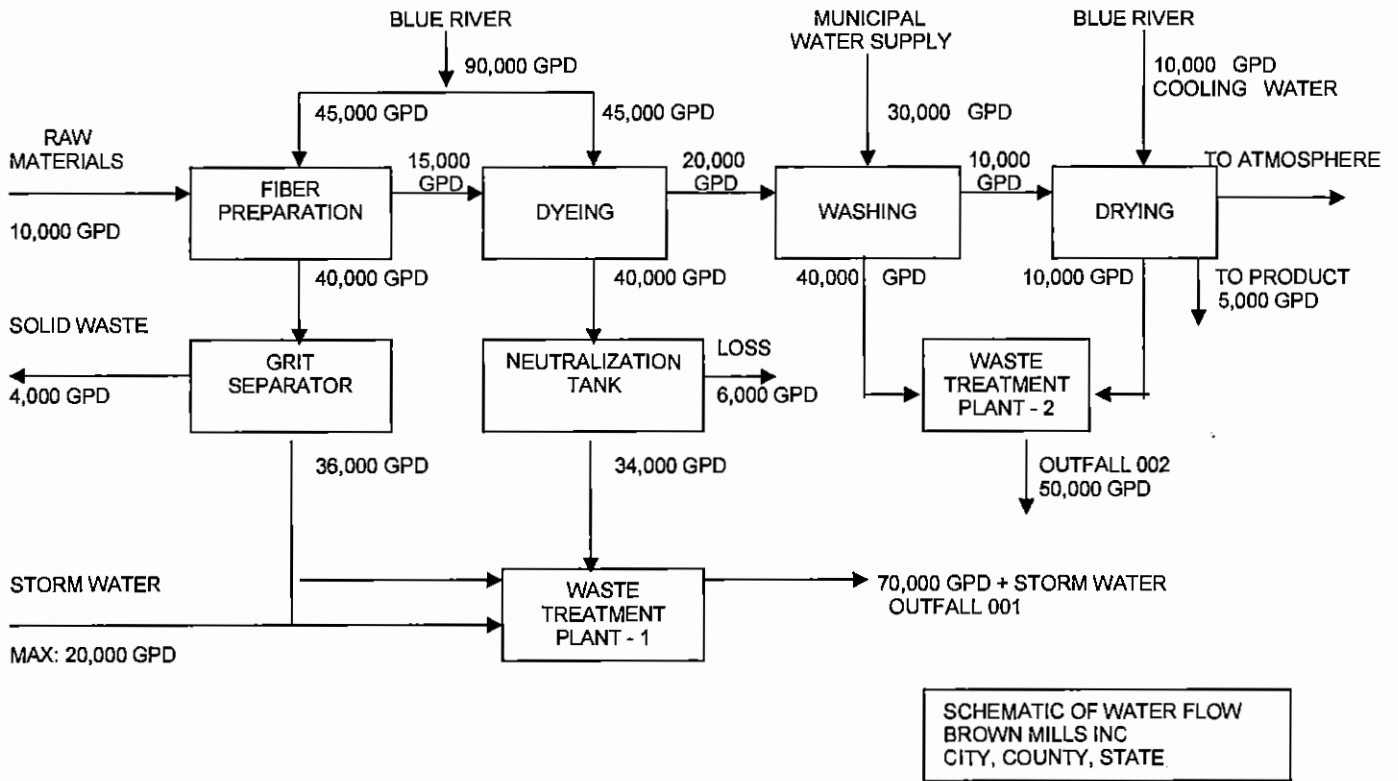 BLUE RIVER
90,000 GPD
MUNICIPAL
WATER SUPPLY
BLUE RIVER
10,000 GPD
COOLING WATER
45,000 GPD
45,000 GPD
30,000 GPD
RAW
MATERIALS
10,000 GPD
FIBER
PREPARATION
15,000
GPD
DYEING
20,000
GPD
WASHING
10,000
GPD
DRYING
TO ATMOSPHERE
40,000 GPD
40,000 GPD
40,000 GPD
10,000 GPD
TO PRODUCT
5,000 GPD
SOLID WASTE
4,000 GPD
GRIT
SEPARATOR
NEUTRALIZATION
TANK
LOSS
6,000 GPD
WASTE
TREATMENT
PLANT - 2
36,000 GPD
34,000 GPD
OUTFALL 002
50,000 GPD
STORM WATER
MAX: 20,000 GPD
WASTE
TREATMENT
PLANT - 1
70,000 GPD + STORM WATER
OUTFALL 001
SCHEMATIC OF WATER FLOW
BROWN MILLS INC
CITY, COUNTY, STATE